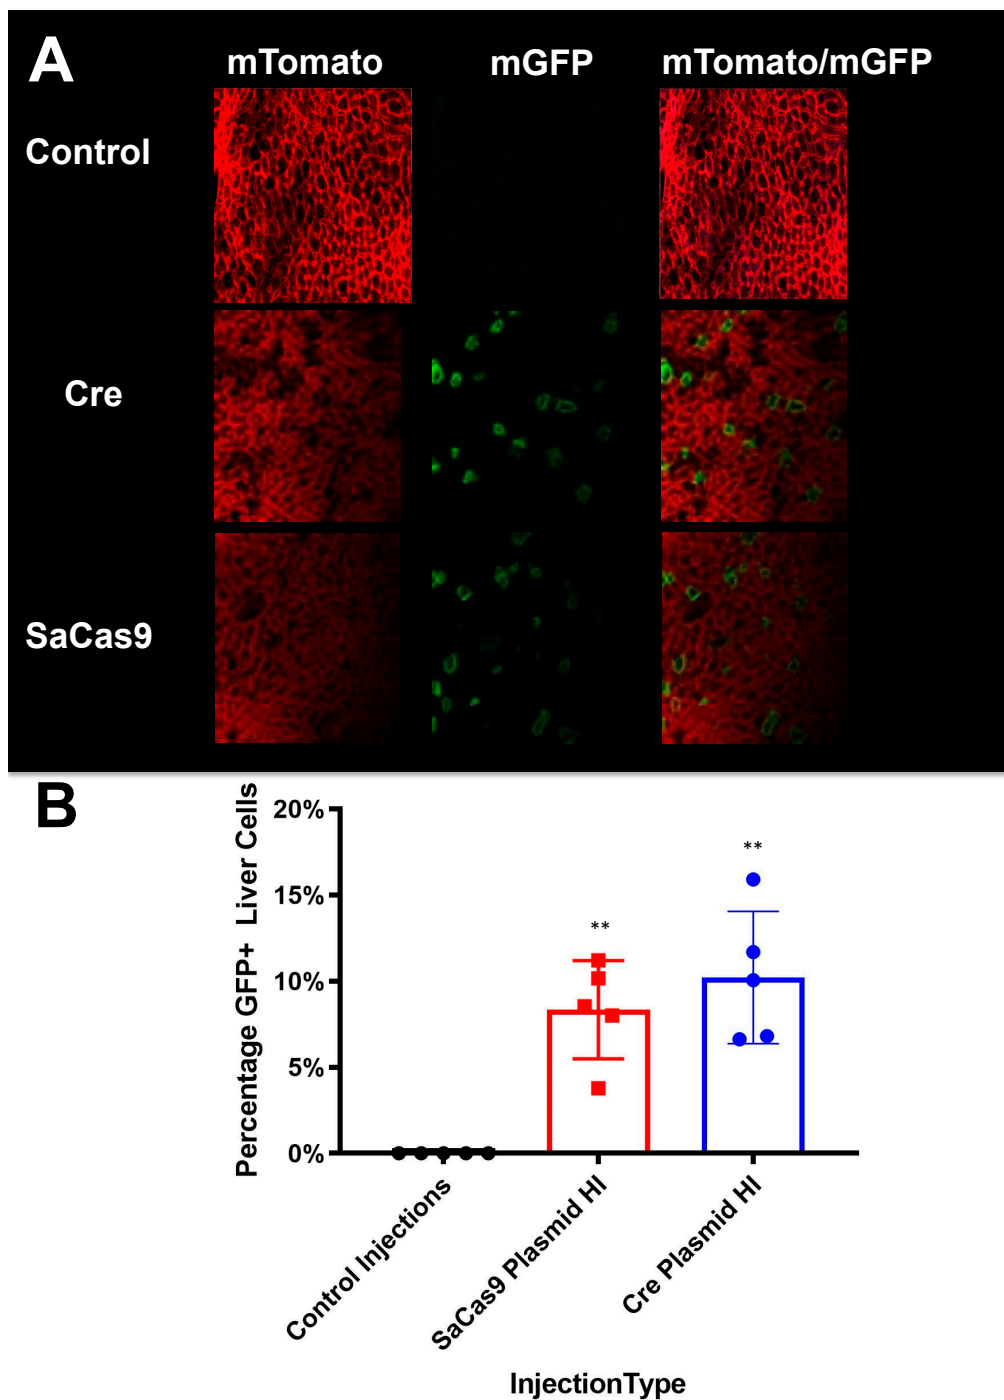 A
mTomato mGFP mTomato/mGFP
Control
Cre
SaCas9
B
Percentage GFP+ Liver Cells
20%
15%
10%
5%
0%
**
**
Control Injections
SaCas9 Plasmid HI
Cre Plasmid HI
InjectionType